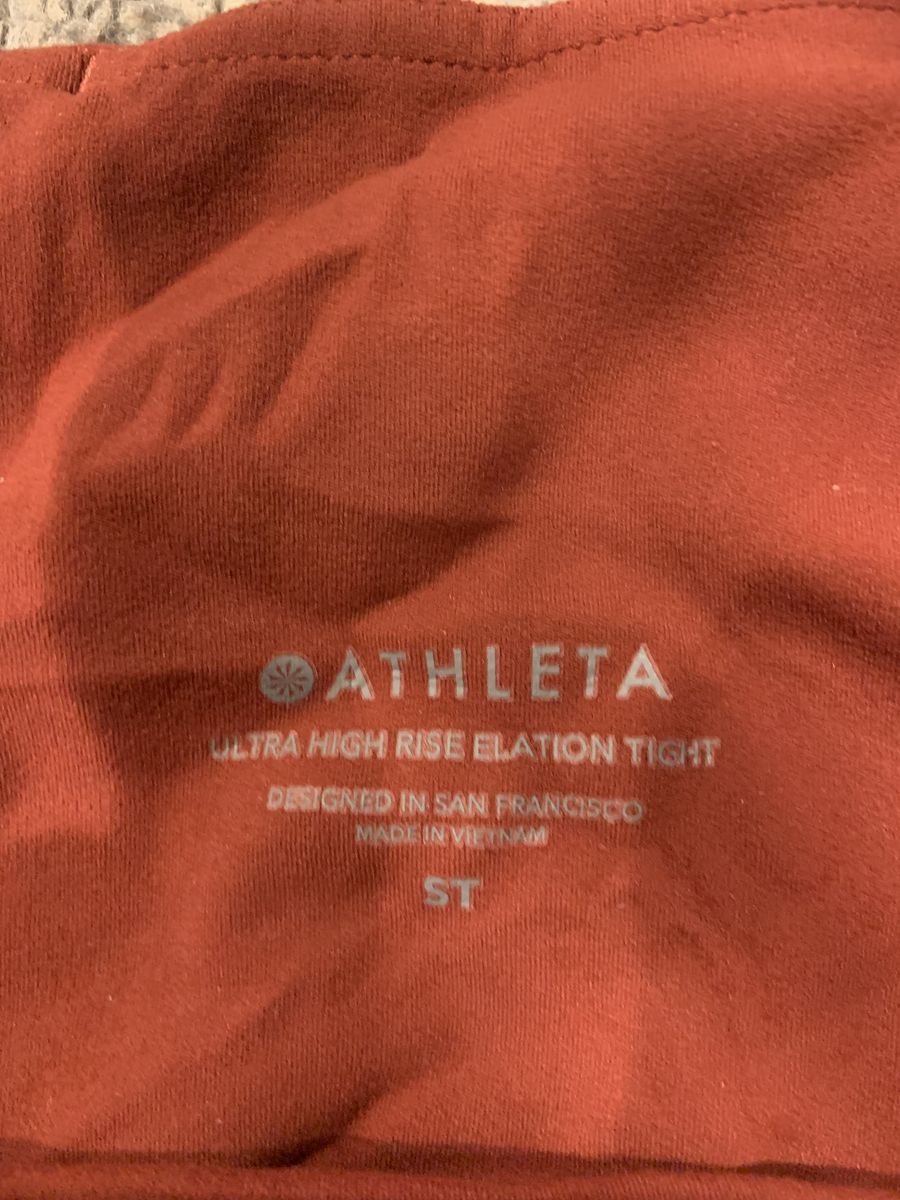 ATHLETA
ULTRA HIGH RISE ELATION TIGHT
DESIGNED IN SAN FRANCISCO
MADE IN VIETNAM
ST